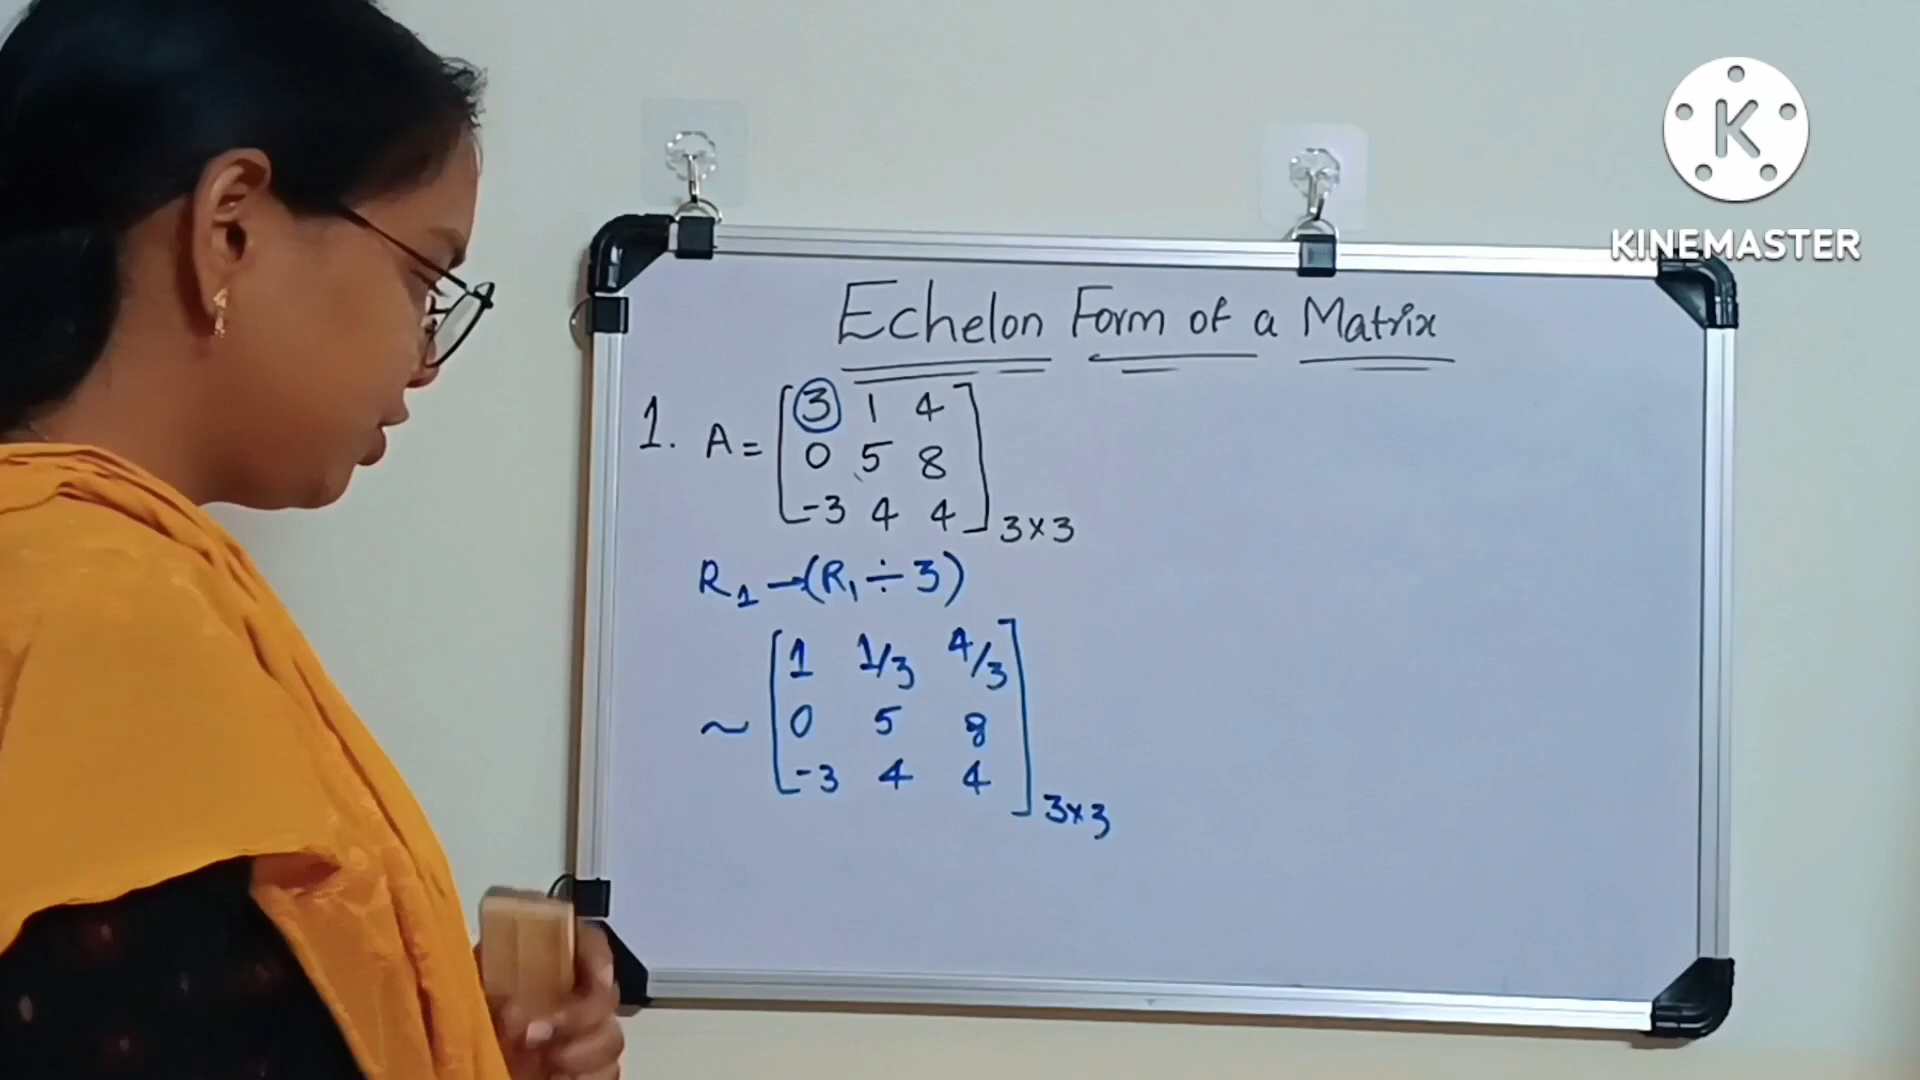 K
KINEMASTER
Echelon Form of a Matrix
1. A = [3 1 4
0 5 8
-3 4 4] 3×3
R1→(R1÷3)
~ [1 1/3 4/3
0 5 8
-3 4 4] 3×3